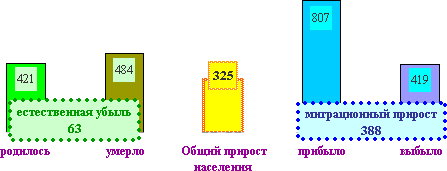 807
421
484
325
419
естественная убыль
63
миграционный прирост
388
родилось
умерло
Общий прирост
населения
прибыло
выбыло